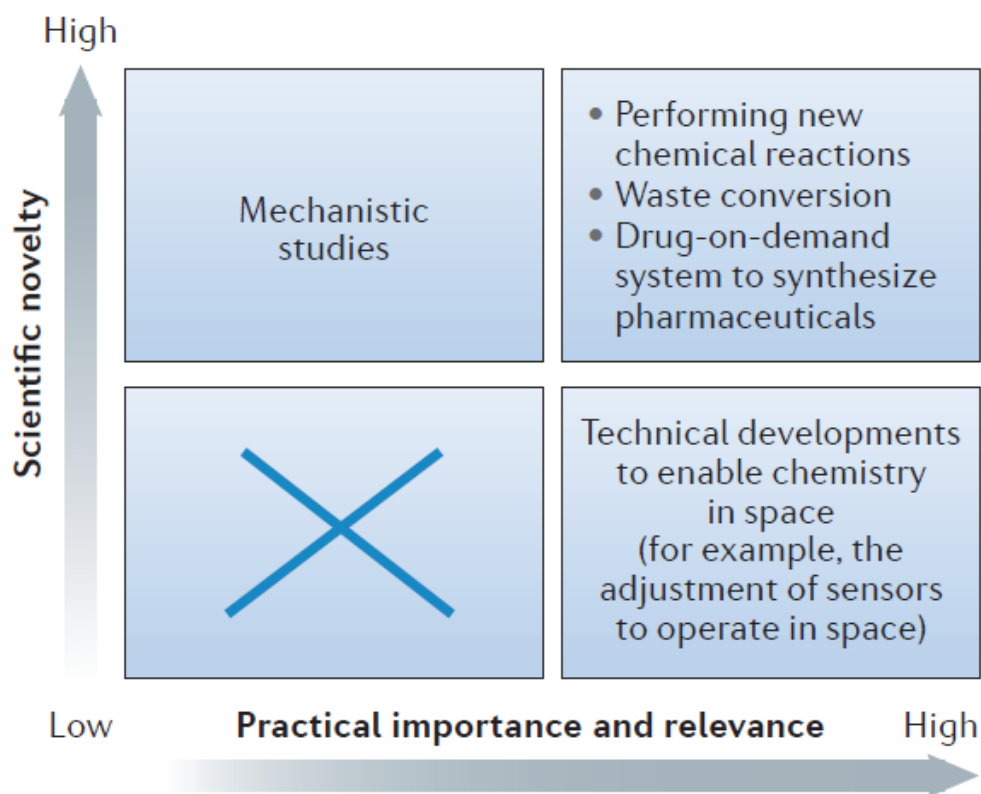 High
Scientific novelty
Mechanistic
studies
• Performing new
chemical reactions
• Waste conversion
• Drug-on-demand
system to synthesize
pharmaceuticals
Technical developments
to enable chemistry
in space
(for example, the
adjustment of sensors
to operate in space)
Low
Practical importance and relevance
High